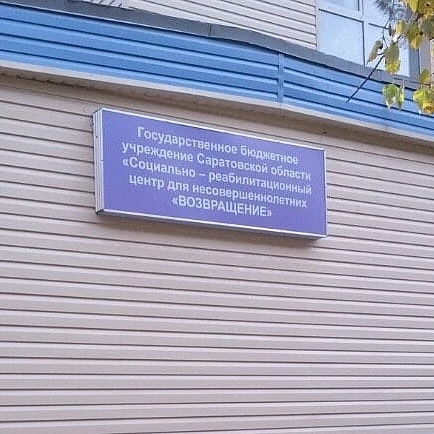 Государственное бюджетное
учреждение Саратовской области
«Социально – реабилитационный
центр для несовершеннолетних
«ВОЗВРАЩЕНИЕ»